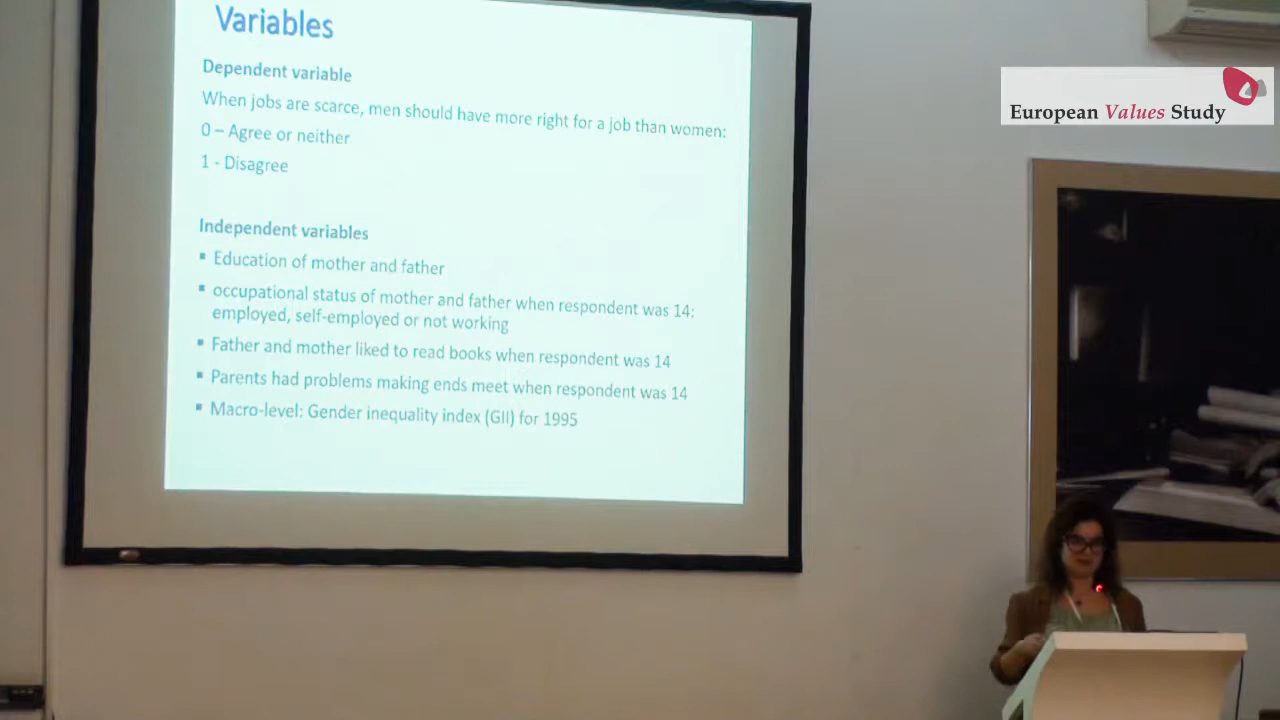 Variables
Dependent variable
When jobs are scarce, men should have more right for a job than women:
0 – Agree or neither
1 - Disagree
Independent variables
▪ Education of mother and father
▪ occupational status of mother and father when respondent was 14:
employed, self-employed or not working
▪ Father and mother liked to read books when respondent was 14
▪ Parents had problems making ends meet when respondent was 14
▪ Macro-level: Gender inequality index (GII) for 1995
European Values Study